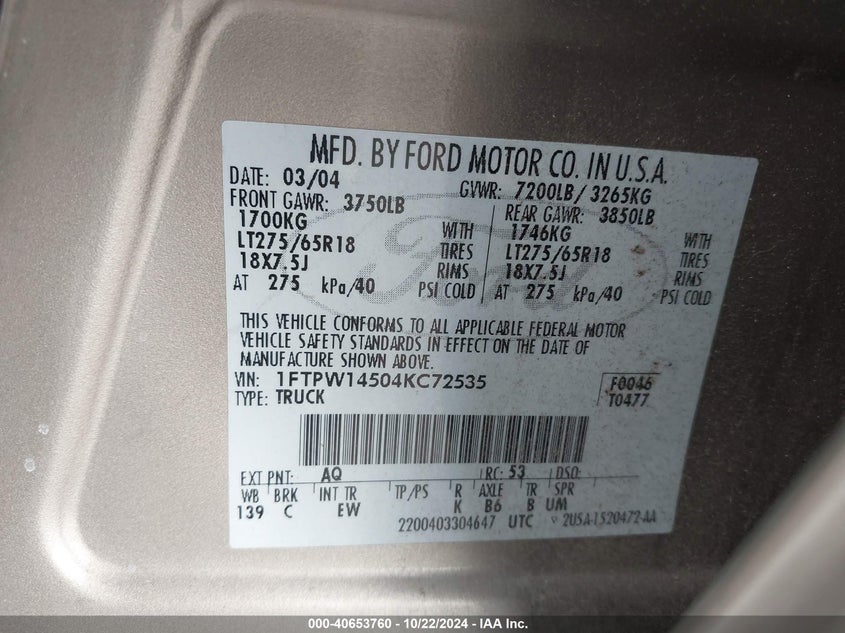 MFD. BY FORD MOTOR CO. IN U.S.A.
DATE: 03/04 GVWR: 7200LB/ 3265KG
FRONT GAWR: 3750LB REAR GAWR: 3850LB
1700KG WITH 1746KG WITH
LT275/65R18 TIRES LT275/65R18 TIRES
18X7.5J RIMS 18X7.5J RIMS
AT 275 kPa/40 PSI COLD AT 275 kPa/40 PSI COLD
Ford
THIS VEHICLE CONFORMS TO ALL APPLICABLE FEDERAL MOTOR
VEHICLE SAFETY STANDARDS IN EFFECT ON THE DATE OF
MANUFACTURE SHOWN ABOVE.
VIN: 1FTPW14504KC72535 F0046
TYPE: TRUCK T0477
EXT PNT: AQ RC: 53 DSO:
WB BRK INT TR TP/PS R AXLE TR SPR
139 C EW K B6 B UM
2200403304647 UTC 2U5A-1520472-AA
000-40653760 - 10/22/2024 - IAA Inc.